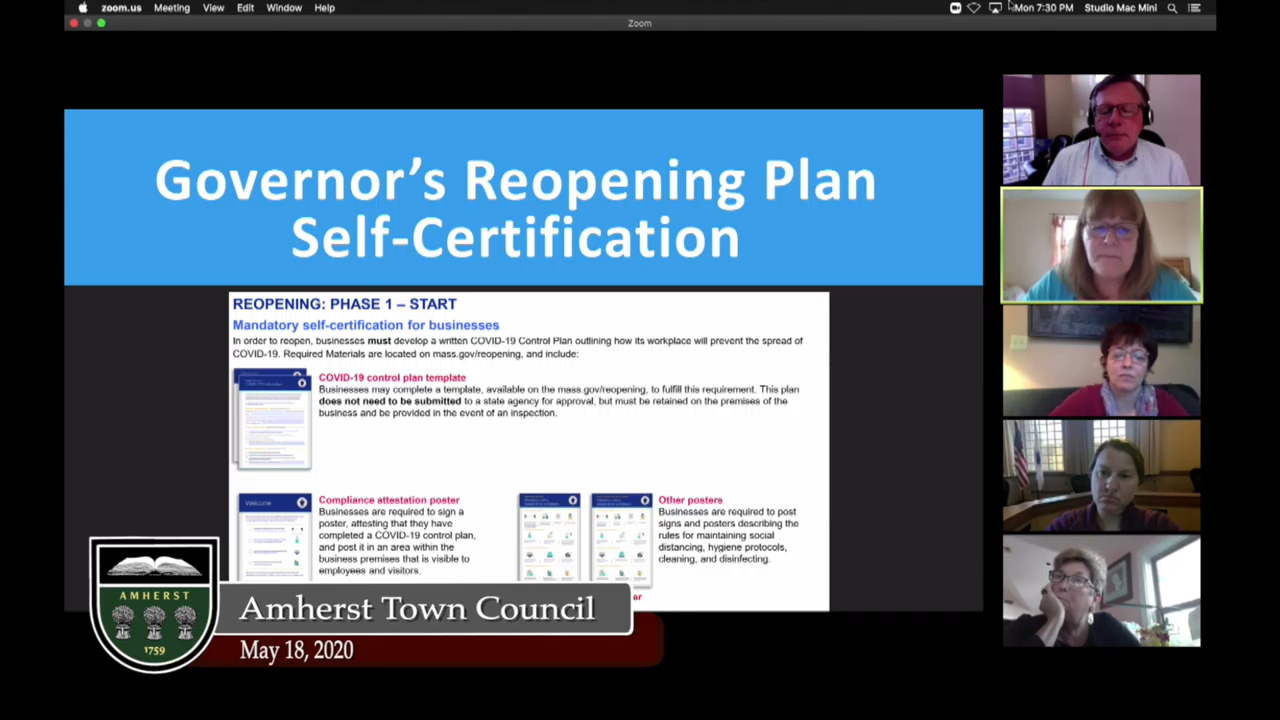 zoom.us Meeting View Edit Window Help Mon 7:30 PM Studio Mac Mini
Zoom
Governor's Reopening Plan
Self-Certification
REOPENING: PHASE 1 – START
Mandatory self-certification for businesses
In order to reopen, businesses must develop a written COVID-19 Control Plan outlining how its workplace will prevent the spread of
COVID-19. Required Materials are located on mass.gov/reopening, and include:
COVID-19 control plan template
Businesses may complete a template, available on the mass.gov/reopening, to fulfill this requirement. This plan
does not need to be submitted to a state agency for approval, but must be retained on the premises of the
business and be provided in the event of an inspection.
Welcome
Compliance attestation poster
Businesses are required to sign a
poster, attesting that they have
completed a COVID-19 control plan,
and post it in an area within the
business premises that is visible to
employees and visitors.
Other posters
Businesses are required to post
signs and posters describing the
rules for maintaining social
distancing, hygiene protocols,
cleaning, and disinfecting.
ar
AMHERST
1759
Amherst Town Council
May 18, 2020